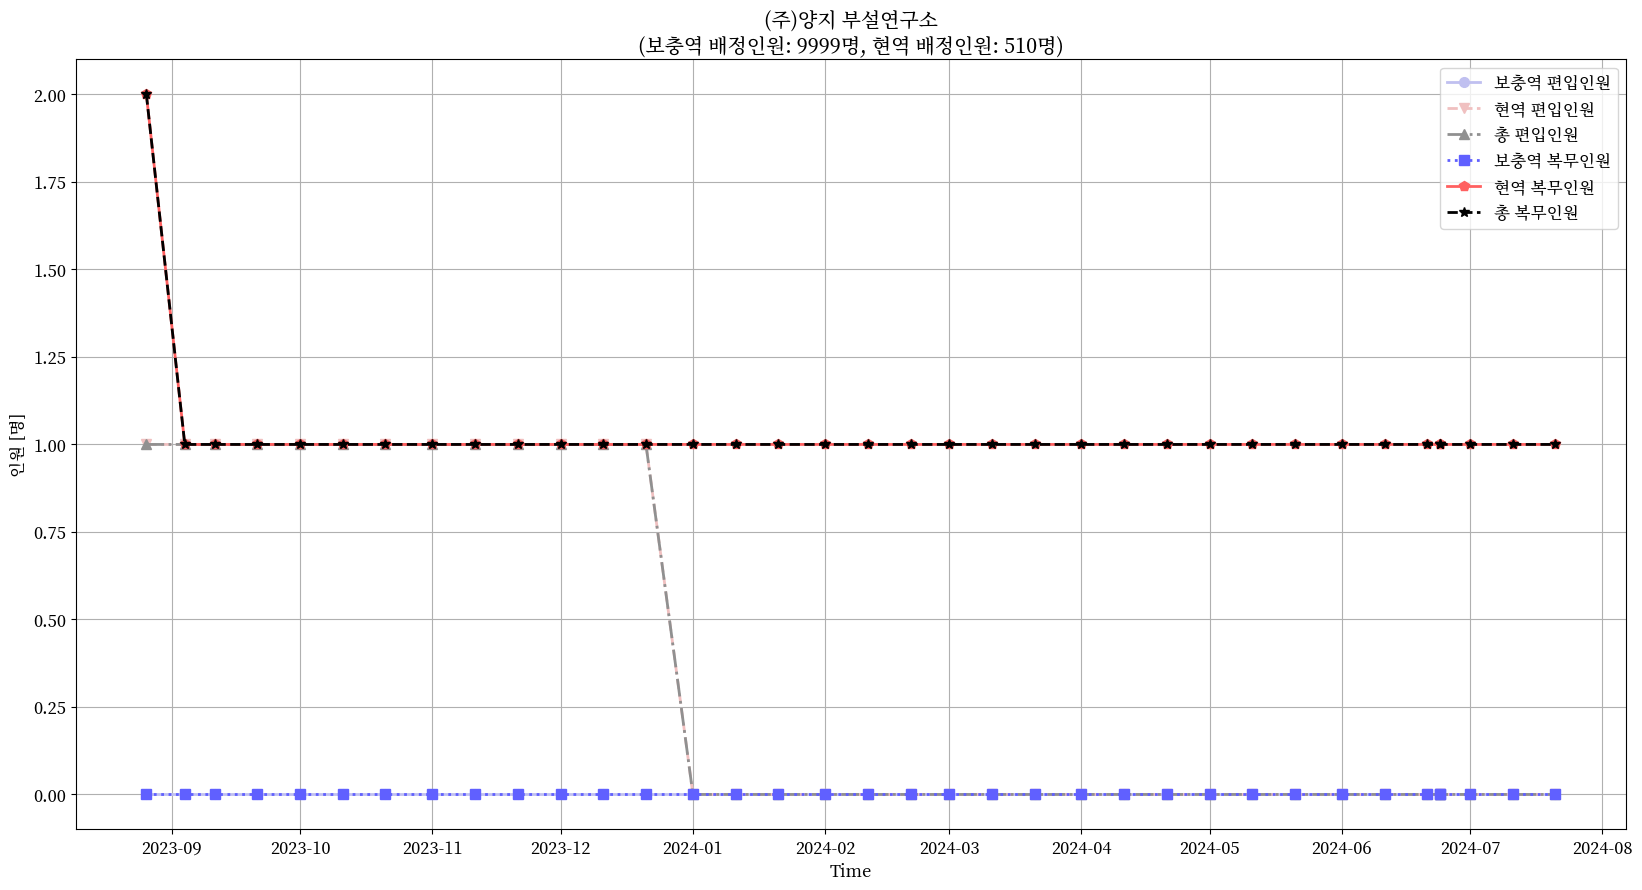 (주)양지 부설연구소
(보충역 배정인원: 9999명, 현역 배정인원: 510명)
보충역 편입인원
현역 편입인원
총 편입인원
보충역 복무인원
현역 복무인원
총 복무인원
인원 [명]
2.00
1.75
1.50
1.25
1.00
0.75
0.50
0.25
0.00
2023-09 2023-10 2023-11 2023-12 2024-01 2024-02 2024-03 2024-04 2024-05 2024-06 2024-07 2024-08
Time